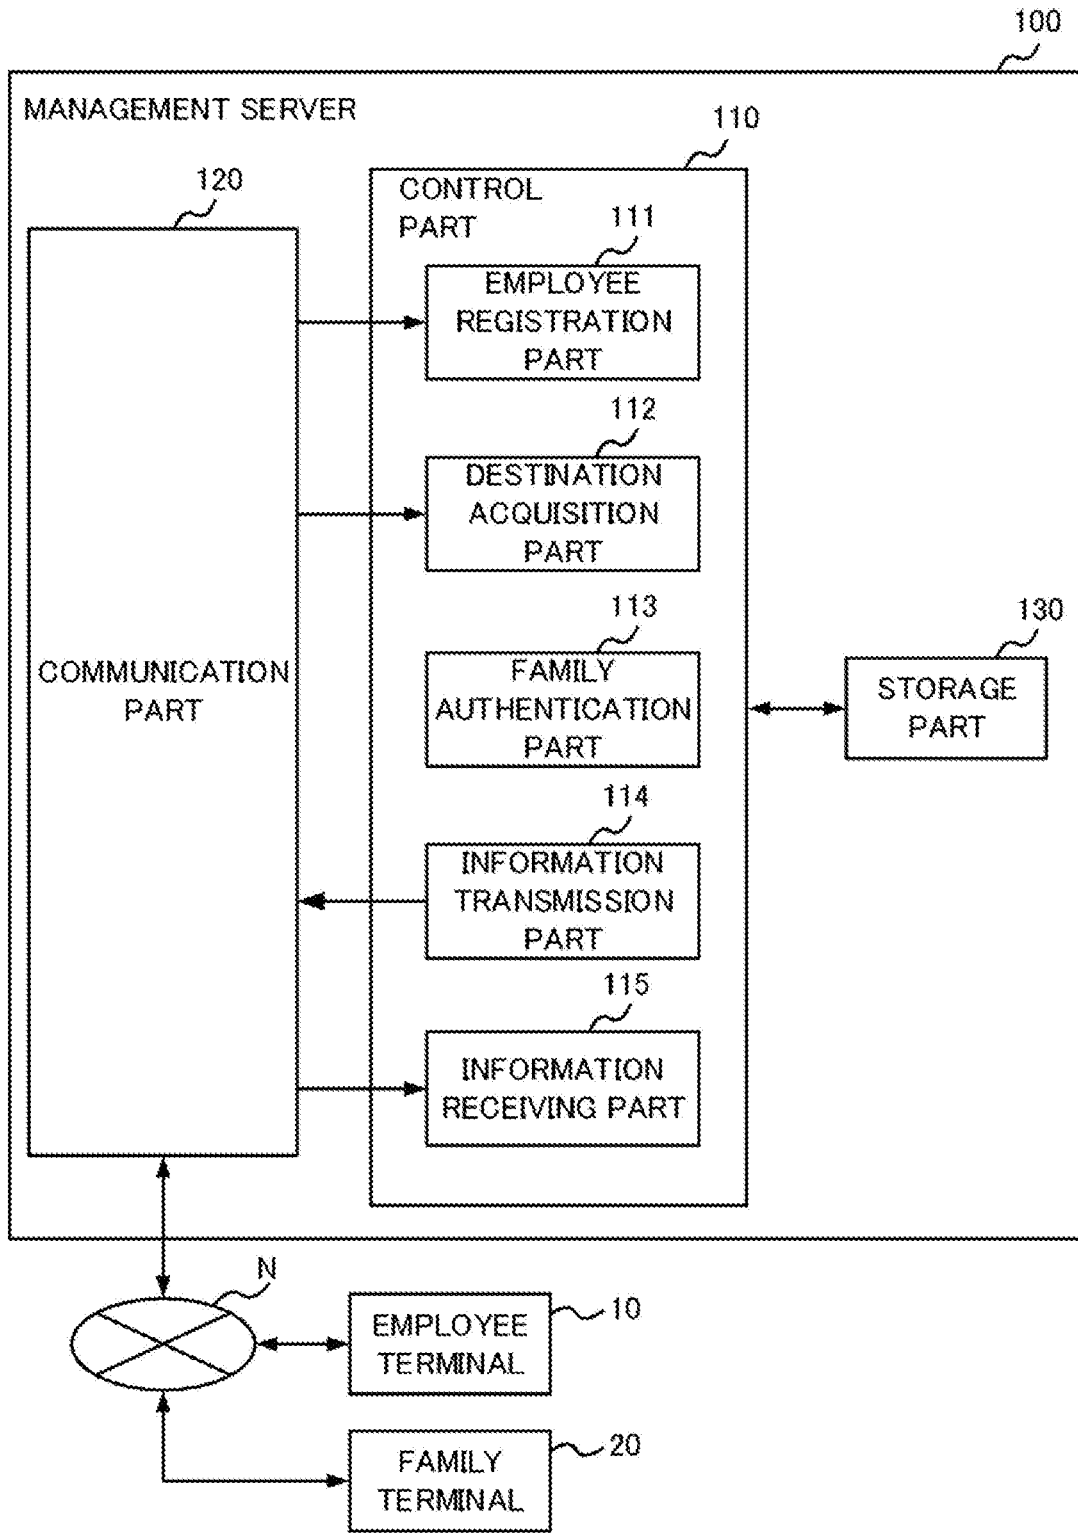 100
MANAGEMENT SERVER
110
120
CONTROL
PART
111
EMPLOYEE
REGISTRATION
PART
112
DESTINATION
ACQUISITION
PART
113
FAMILY
AUTHENTICATION
PART
COMMUNICATION
PART
130
STORAGE
PART
114
INFORMATION
TRANSMISSION
PART
115
INFORMATION
RECEIVING PART
N
10
EMPLOYEE
TERMINAL
20
FAMILY
TERMINAL